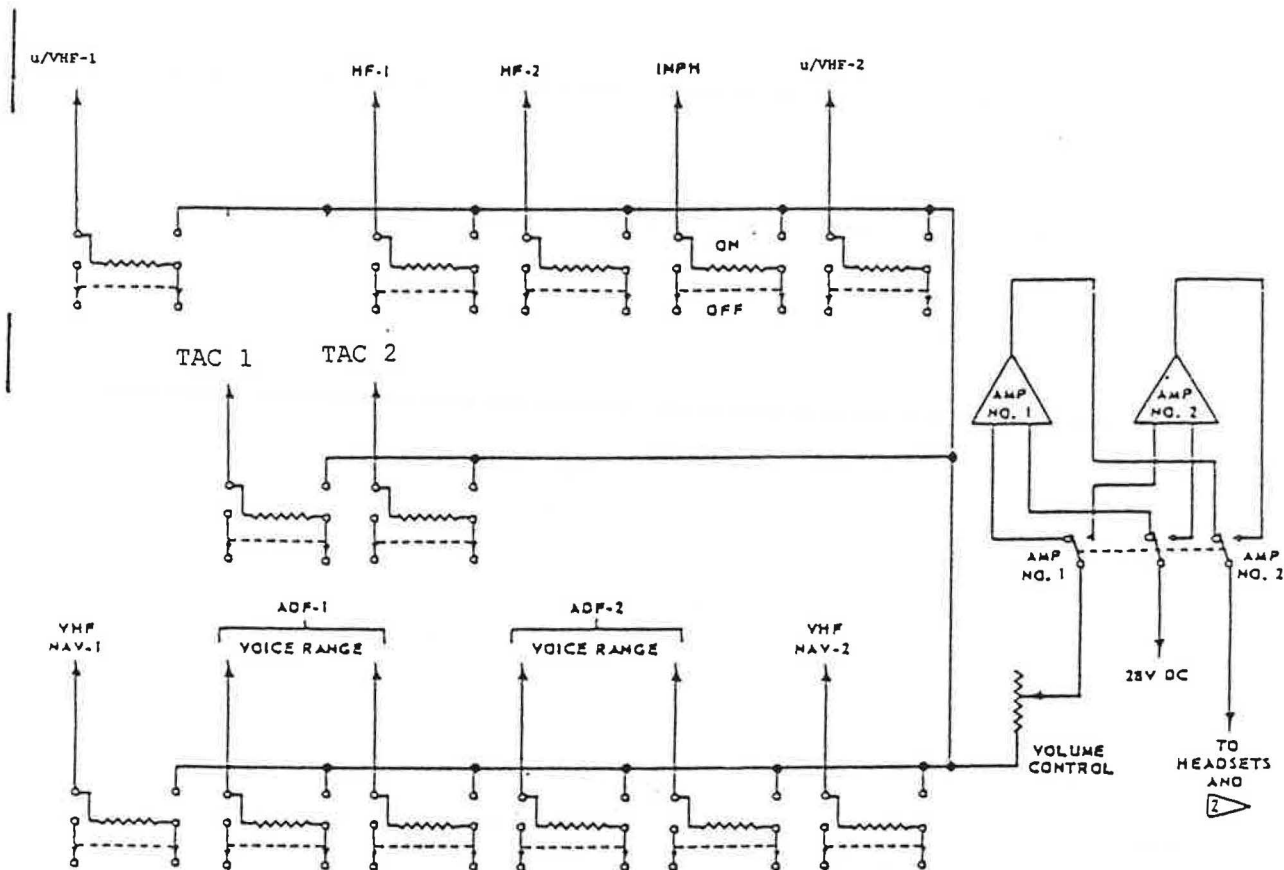 u/VHF-1
HF-1
HF-2
INPH
u/VHF-2
ON
OFF
TAC 1
TAC 2
AMP
NO. 1
AMP
NO. 2
AMP
NO. 1
AMP
NO. 2
VHF
NAV-1
ADF-1
VOICE RANGE
ADF-2
VOICE RANGE
VHF
NAV-2
28V DC
VOLUME
CONTROL
TO
HEADSETS
AND
2